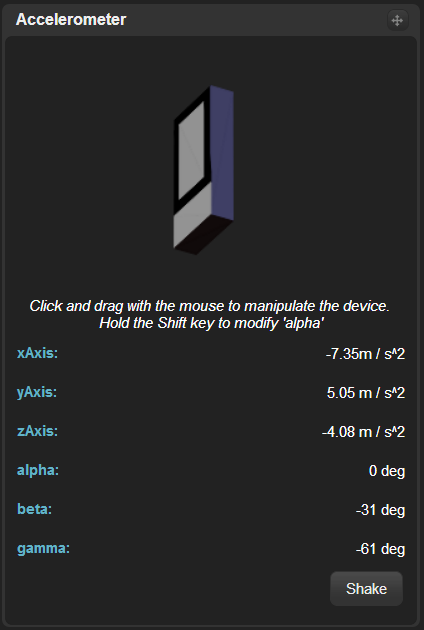 Accelerometer
Click and drag with the mouse to manipulate the device.
Hold the Shift key to modify 'alpha'
xAxis: -7.35m / s^2
yAxis: 5.05 m / s^2
zAxis: -4.08 m / s^2
alpha: 0 deg
beta: -31 deg
gamma: -61 deg
Shake